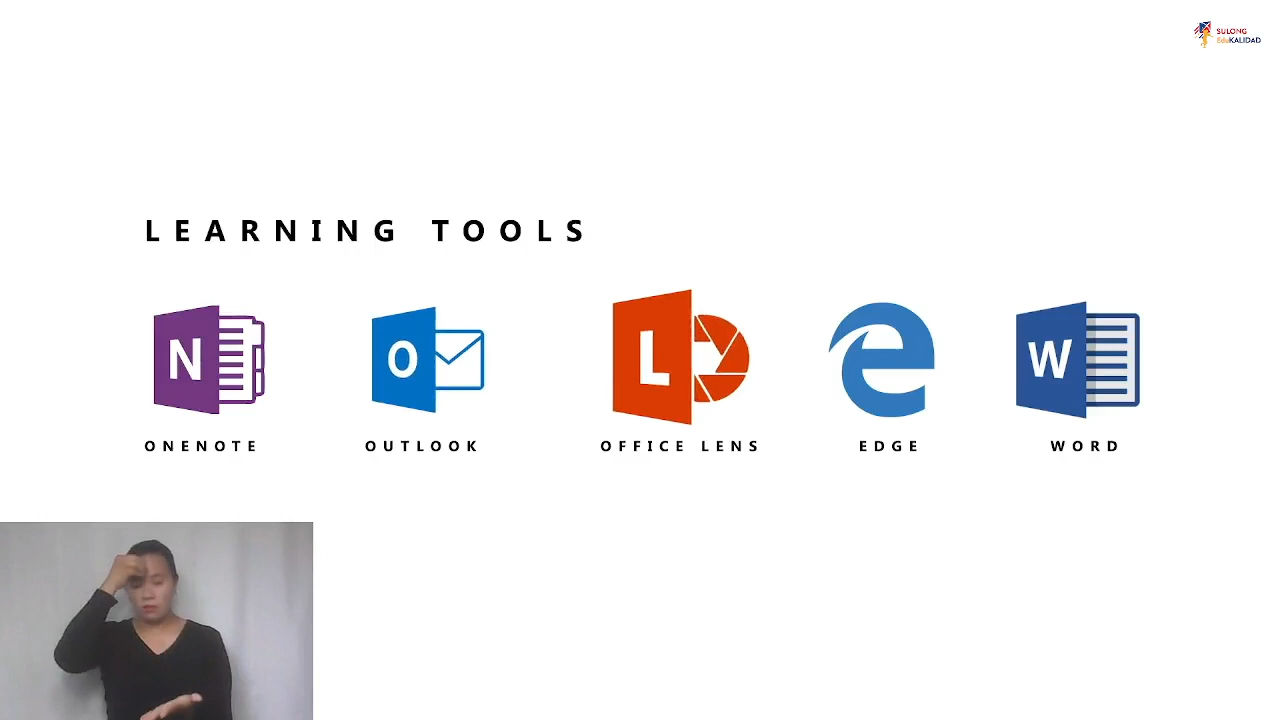 SULONG
EduKALIDAD
LEARNING TOOLS
N
O
L
W
ONENOTE
OUTLOOK
OFFICE LENS
EDGE
WORD